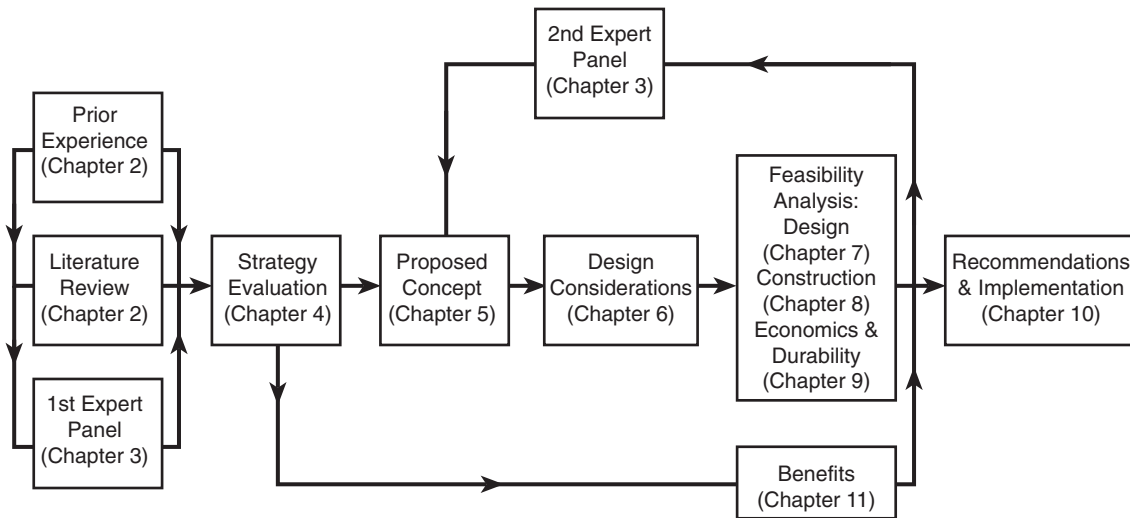 2nd Expert
Panel
(Chapter 3)
Prior
Experience
(Chapter 2)
Literature
Review
(Chapter 2)
1st Expert
Panel
(Chapter 3)
Strategy
Evaluation
(Chapter 4)
Proposed
Concept
(Chapter 5)
Design
Considerations
(Chapter 6)
Feasibility
Analysis:
Design
(Chapter 7)
Construction
(Chapter 8)
Economics &
Durability
(Chapter 9)
Recommendations
& Implementation
(Chapter 10)
Benefits
(Chapter 11)